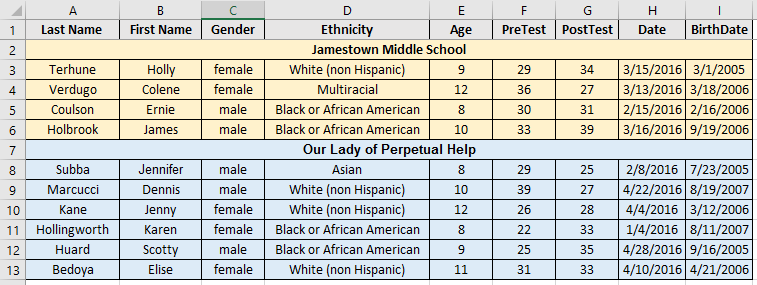 A B C D E F G H I
1 Last Name First Name Gender Ethnicity Age PreTest PostTest Date BirthDate
2 Jamestown Middle School
3 Terhune Holly female White (non Hispanic) 9 29 34 3/15/2016 3/1/2005
4 Verdugo Colene female Multiracial 12 36 27 3/13/2016 3/18/2006
5 Coulson Ernie male Black or African American 8 30 31 2/15/2016 2/16/2006
6 Holbrook James male Black or African American 10 33 39 3/16/2016 9/19/2006
7 Our Lady of Perpetual Help
8 Subba Jennifer male Asian 8 29 25 2/8/2016 7/23/2005
9 Marcucci Dennis male White (non Hispanic) 10 39 27 4/22/2016 8/19/2007
10 Kane Jenny female White (non Hispanic) 12 26 28 4/4/2016 3/12/2006
11 Hollingworth Karen female Black or African American 8 22 33 1/4/2016 8/11/2007
12 Huard Scotty male Black or African American 9 25 35 4/28/2016 9/16/2005
13 Bedoya Elise female White (non Hispanic) 11 31 33 4/10/2016 4/21/2006